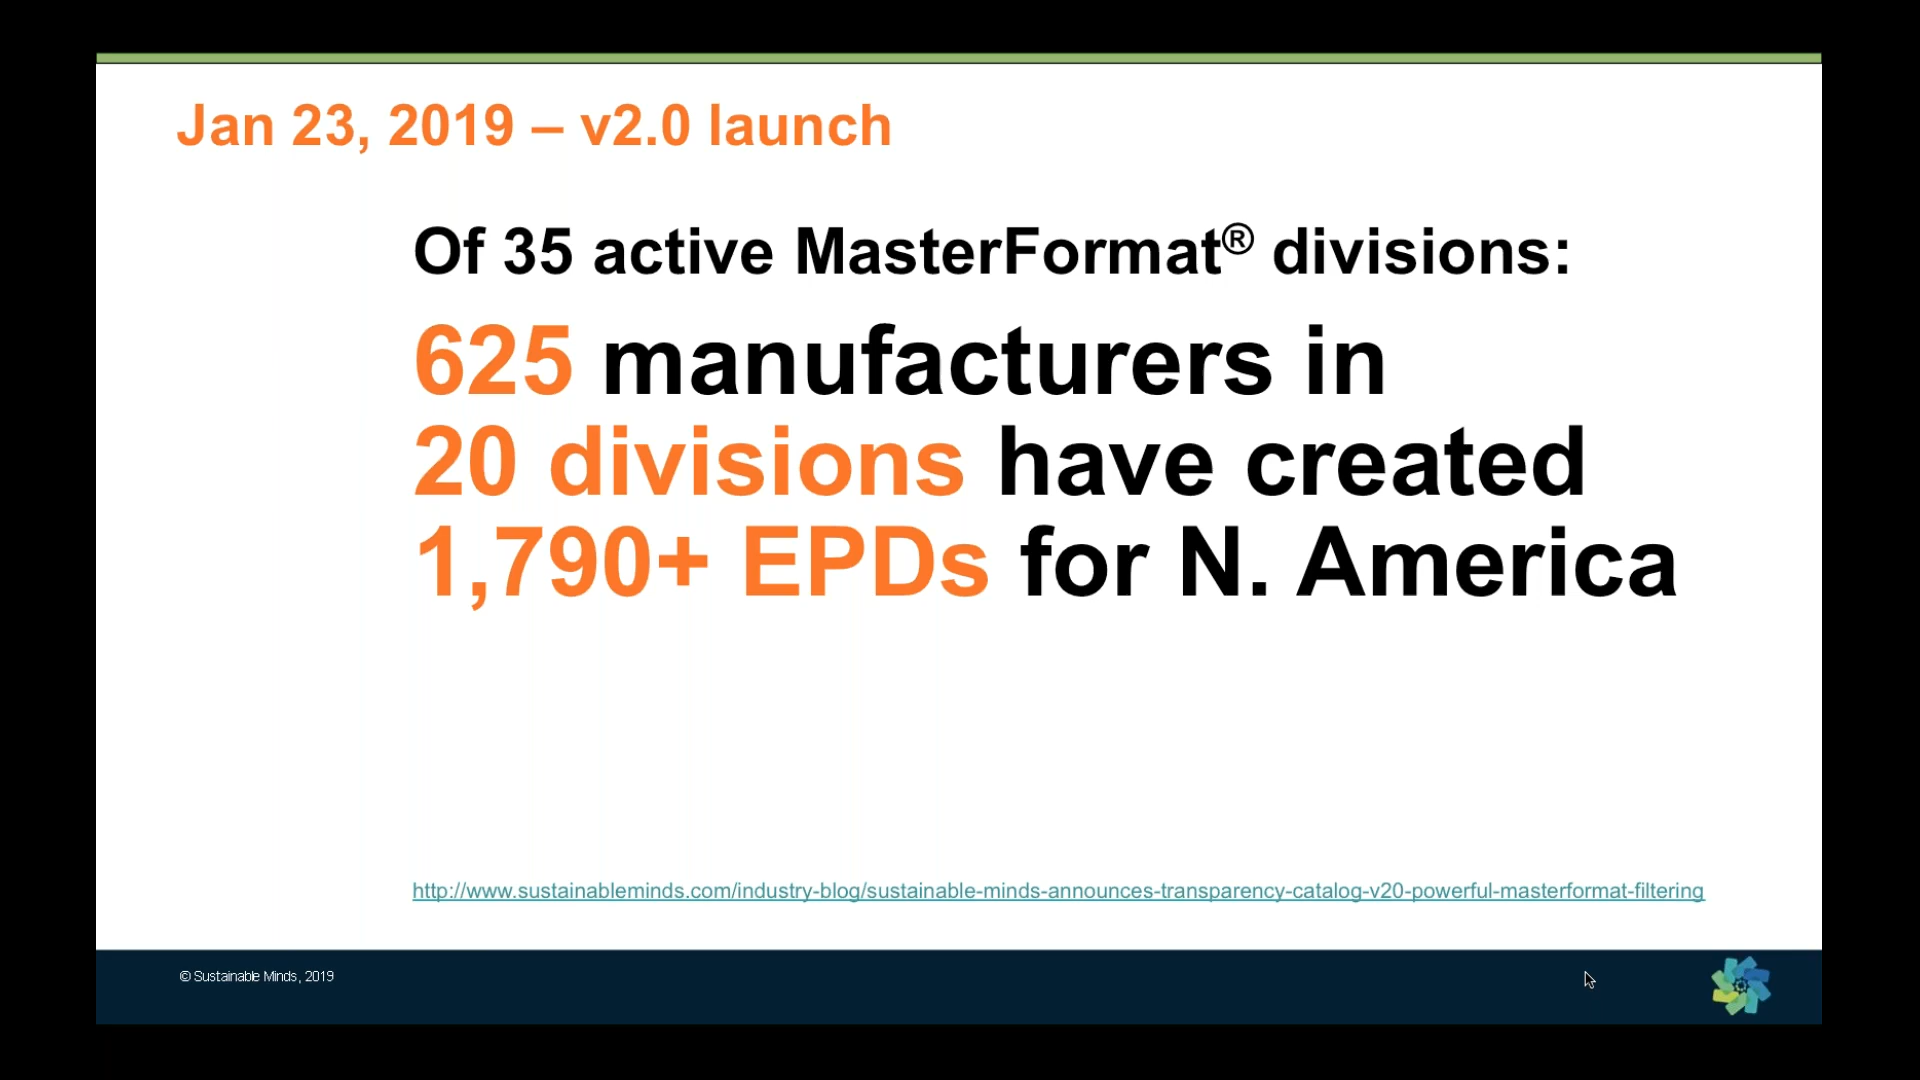 Jan 23, 2019 – v2.0 launch
Of 35 active MasterFormat® divisions:
625 manufacturers in
20 divisions have created
1,790+ EPDs for N. America
http://www.sustainableminds.com/industry-blog/sustainable-minds-announces-transparency-catalog-v20-powerful-masterformat-filtering
© Sustainable Minds, 2019